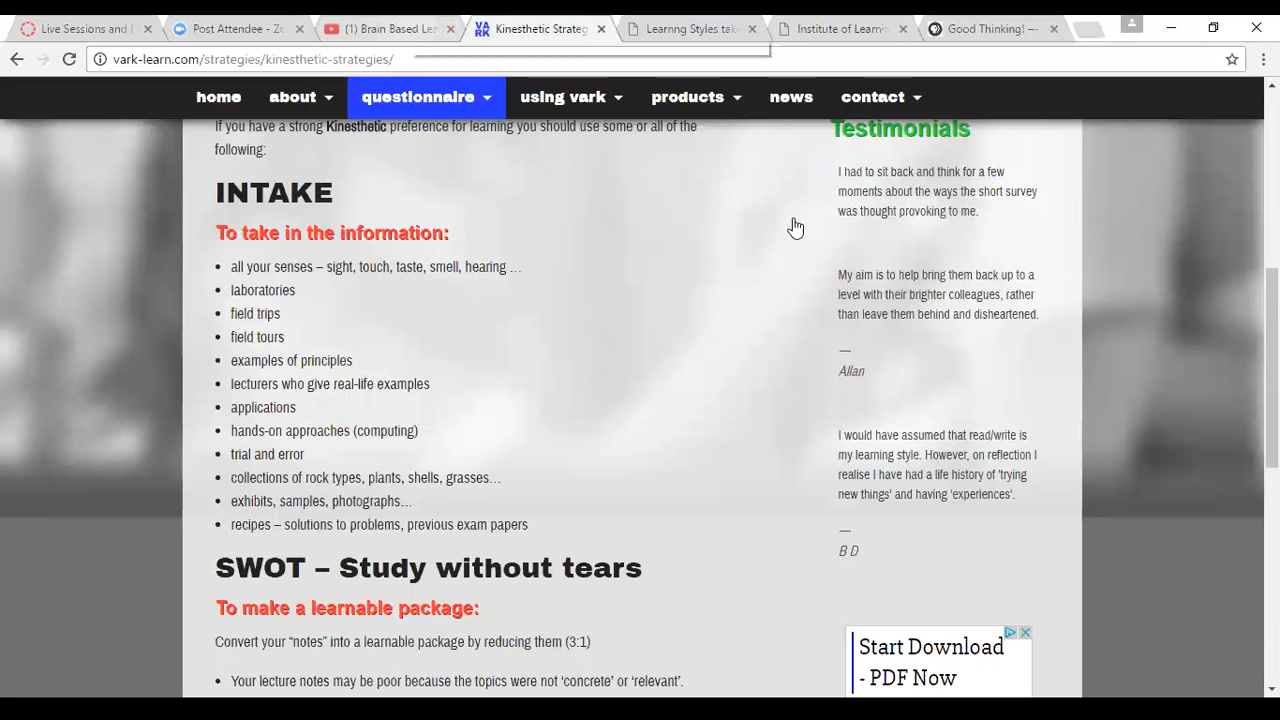 Live Sessions and
Post Attendee - Zo
(1) Brain Based Lea
VARK
Kinesthetic Strateg
Learnng Styles tak
Institute of Learnin
Good Thinking! —
vark-learn.com/strategies/kinesthetic-strategies/
home about questionnaire using vark products news contact
If you have a strong Kinesthetic preference for learning you should use some or all of the
following:
INTAKE
To take in the information:
• all your senses – sight, touch, taste, smell, hearing …
• laboratories
• field trips
• field tours
• examples of principles
• lecturers who give real-life examples
• applications
• hands-on approaches (computing)
• trial and error
• collections of rock types, plants, shells, grasses…
• exhibits, samples, photographs…
• recipes – solutions to problems, previous exam papers
SWOT – Study without tears
To make a learnable package:
Convert your “notes” into a learnable package by reducing them (3:1)
• Your lecture notes may be poor because the topics were not ‘concrete’ or ‘relevant’.
Testimonials
I had to sit back and think for a few
moments about the ways the short survey
was thought provoking to me.
My aim is to help bring them back up to a
level with their brighter colleagues, rather
than leave them behind and disheartened.
—
Allan
I would have assumed that read/write is
my learning style. However, on reflection I
realise I have had a life history of 'trying
new things' and having 'experiences'.
—
B D
Start Download
- PDF Now